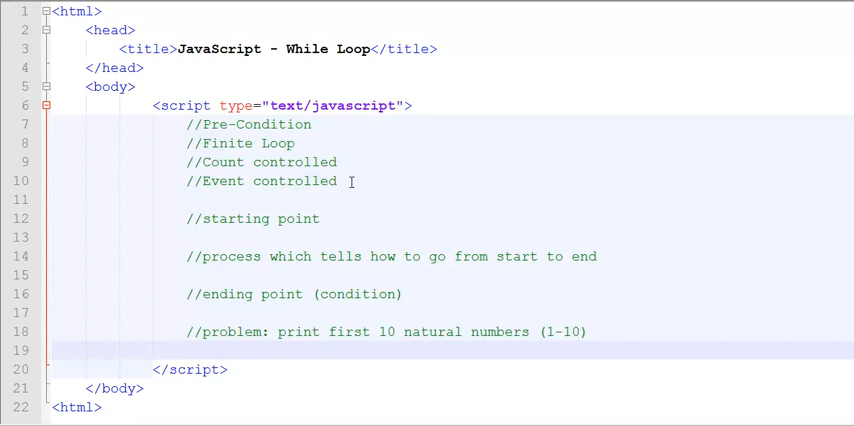 1 <html>
2 <head>
3 <title>JavaScript - While Loop</title>
4 </head>
5 <body>
6 <script type="text/javascript">
7 //Pre-Condition
8 //Finite Loop
9 //Count controlled
10 //Event controlled
11
12 //starting point
13
14 //process which tells how to go from start to end
15
16 //ending point (condition)
17
18 //problem: print first 10 natural numbers (1-10)
19
20 </script>
21 </body>
22 <html>